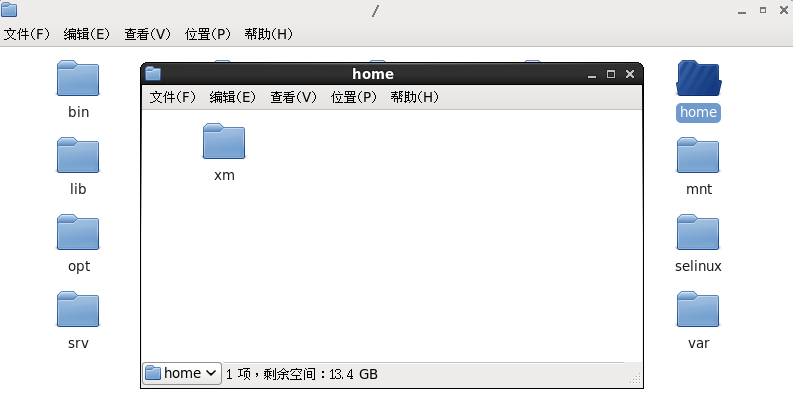 /
文件(F) 编辑(E) 查看(V) 位置(P) 帮助(H)
home
文件(F) 编辑(E) 查看(V) 位置(P) 帮助(H)
bin
home
xm
lib
mnt
opt
selinux
srv
var
home
1 项，剩余空间：13.4 GB